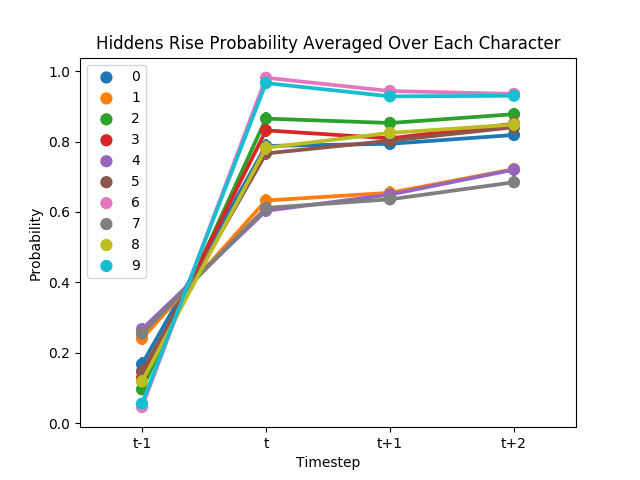 Hiddens Rise Probability Averaged Over Each Character
1.0
0.8
0.6
0.4
0.2
0.0
Probability
0
1
2
3
4
5
6
7
8
9
t-1
t
t+1
t+2
Timestep